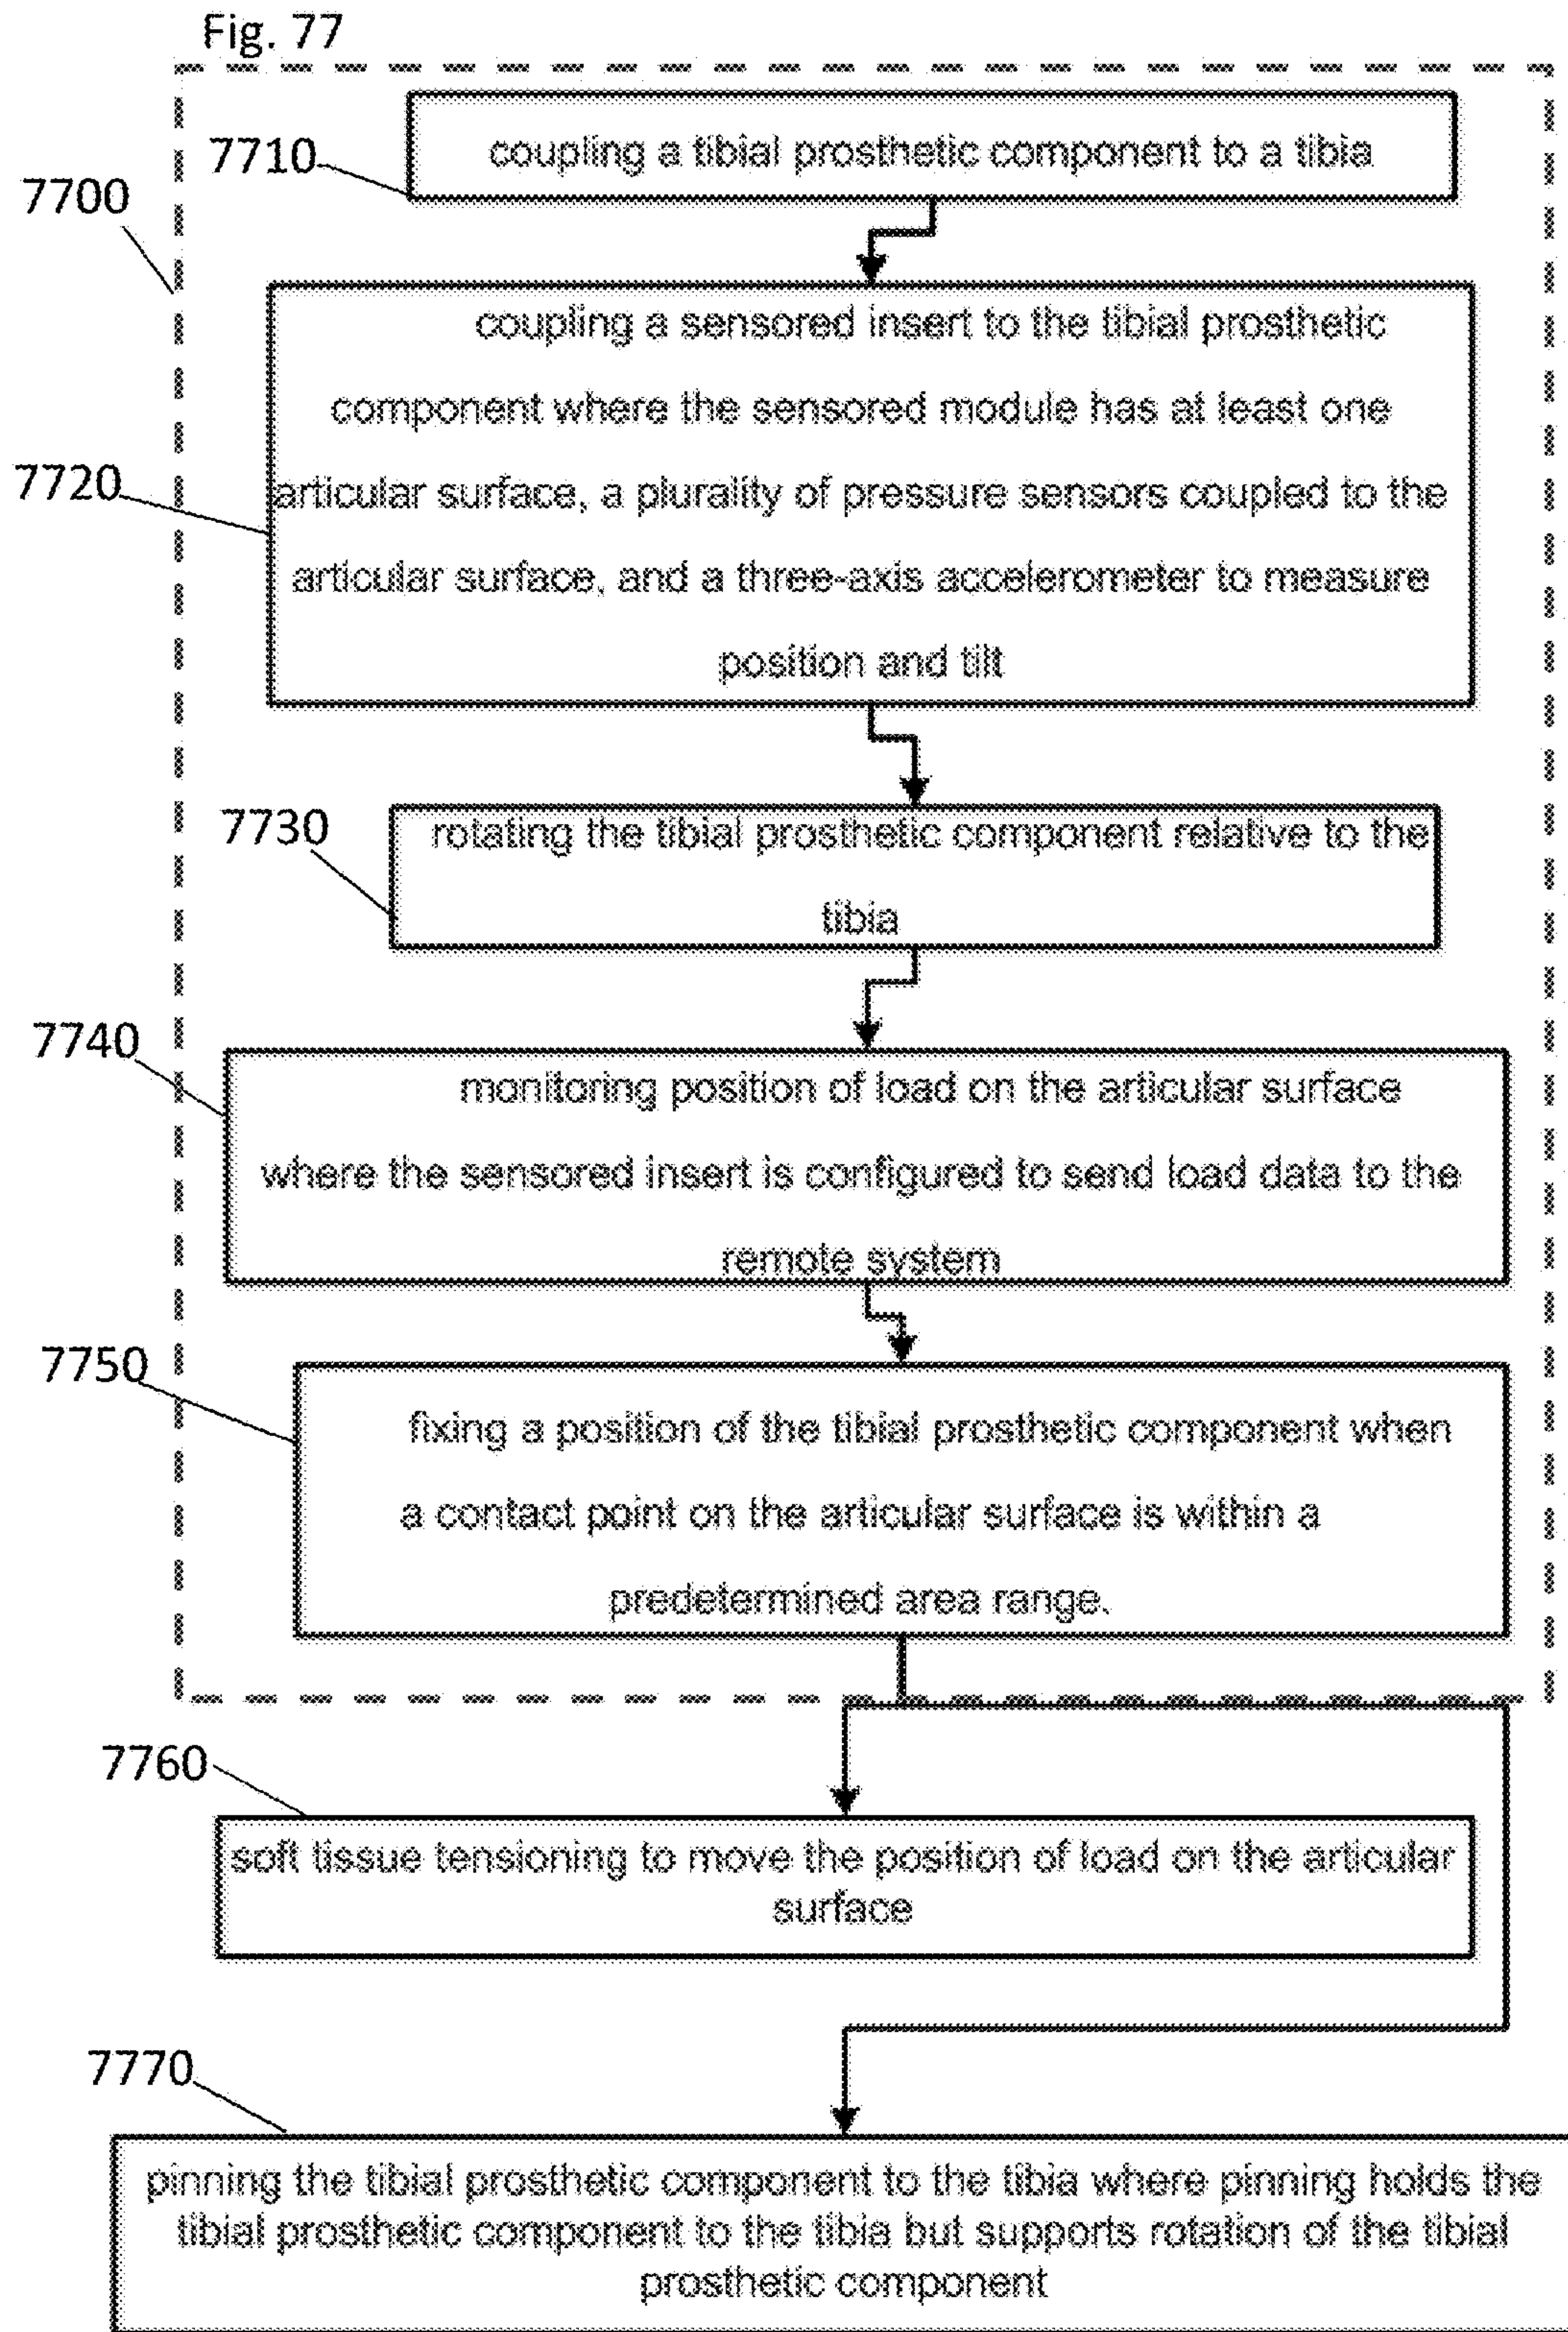 Fig. 77
7710
coupling a tibial prosthetic component to a tibia
7700
coupling a sensored insert to the tibial prosthetic
component where the sensored module has at least one
7720
articular surface, a plurality of pressure sensors coupled to the
articular surface, and a three-axis accelerometer to measure
position and tilt
7730
rotating the tibial prosthetic component relative to the
tibia
7740
monitoring position of load on the articular surface
where the sensored insert is configured to send load data to the
remote system
7750
fixing a position of the tibial prosthetic component when
a contact point on the articular surface is within a
predetermined area range.
7760
soft tissue tensioning to move the position of load on the articular
surface
7770
pinning the tibial prosthetic component to the tibia where pinning holds the
tibial prosthetic component to the tibia but supports rotation of the tibial
prosthetic component